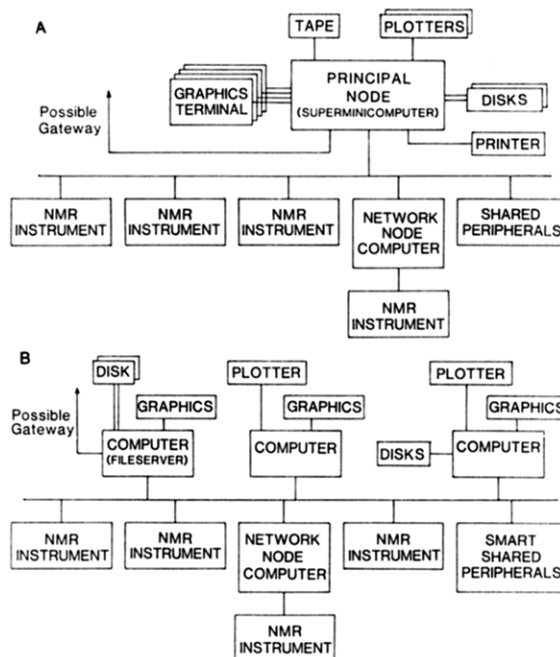 A
TAPE
PLOTTERS
GRAPHICS
TERMINAL
PRINCIPAL
NODE
(SUPERMINICOMPUTER)
DISKS
Possible
Gateway
PRINTER
NMR
INSTRUMENT
NMR
INSTRUMENT
NMR
INSTRUMENT
NETWORK
NODE
COMPUTER
SHARED
PERIPHERALS
NMR
INSTRUMENT
B
DISK
PLOTTER
PLOTTER
Possible
Gateway
GRAPHICS
GRAPHICS
GRAPHICS
COMPUTER
(FILESERVER)
COMPUTER
DISKS
COMPUTER
NMR
INSTRUMENT
NMR
INSTRUMENT
NETWORK
NODE
COMPUTER
NMR
INSTRUMENT
SMART
SHARED
PERIPHERALS
NMR
INSTRUMENT